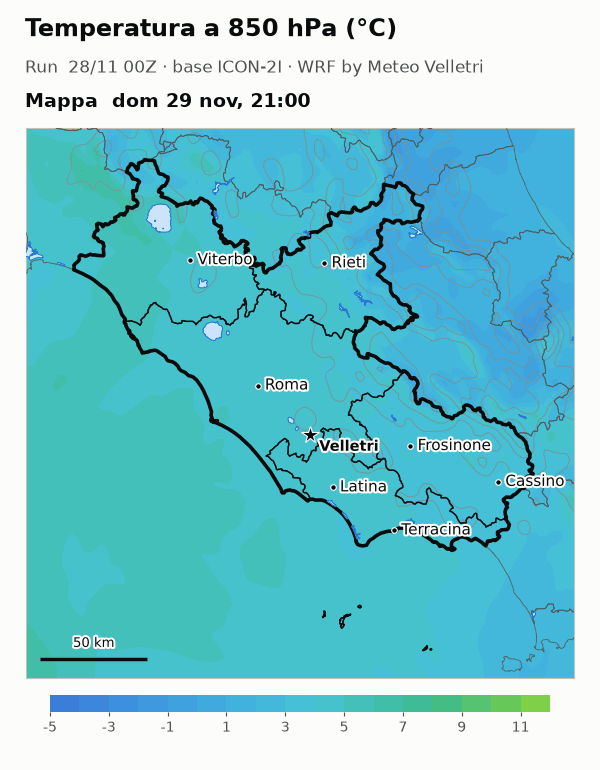 Temperatura a 850 hPa (°C)
Run  28/11 00Z · base ICON-2I · WRF by Meteo Velletri
Mappa  dom 29 nov, 21:00
Viterbo
Rieti
Roma
Velletri
Frosinone
Latina
Cassino
Terracina
50 km
-5 -3 -1 1 3 5 7 9 11